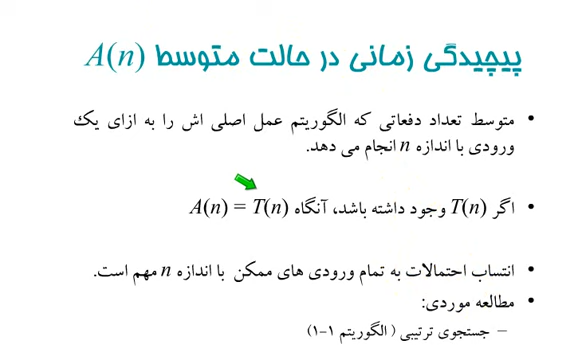 پیچیدگی زمانی در حالت متوسط A(n)
• متوسط تعداد دفعاتی که الگوریتم عمل اصلی اش را به ازای یک
ورودی با اندازه n انجام می دهد.
• اگر T(n) وجود داشته باشد، آنگاه A(n) = T(n)
• انتساب احتمالات به تمام ورودی های ممکن با اندازه n مهم است.
• مطالعه موردی:
– جستجوی ترتیبی ( الگوریتم ۱-۱)